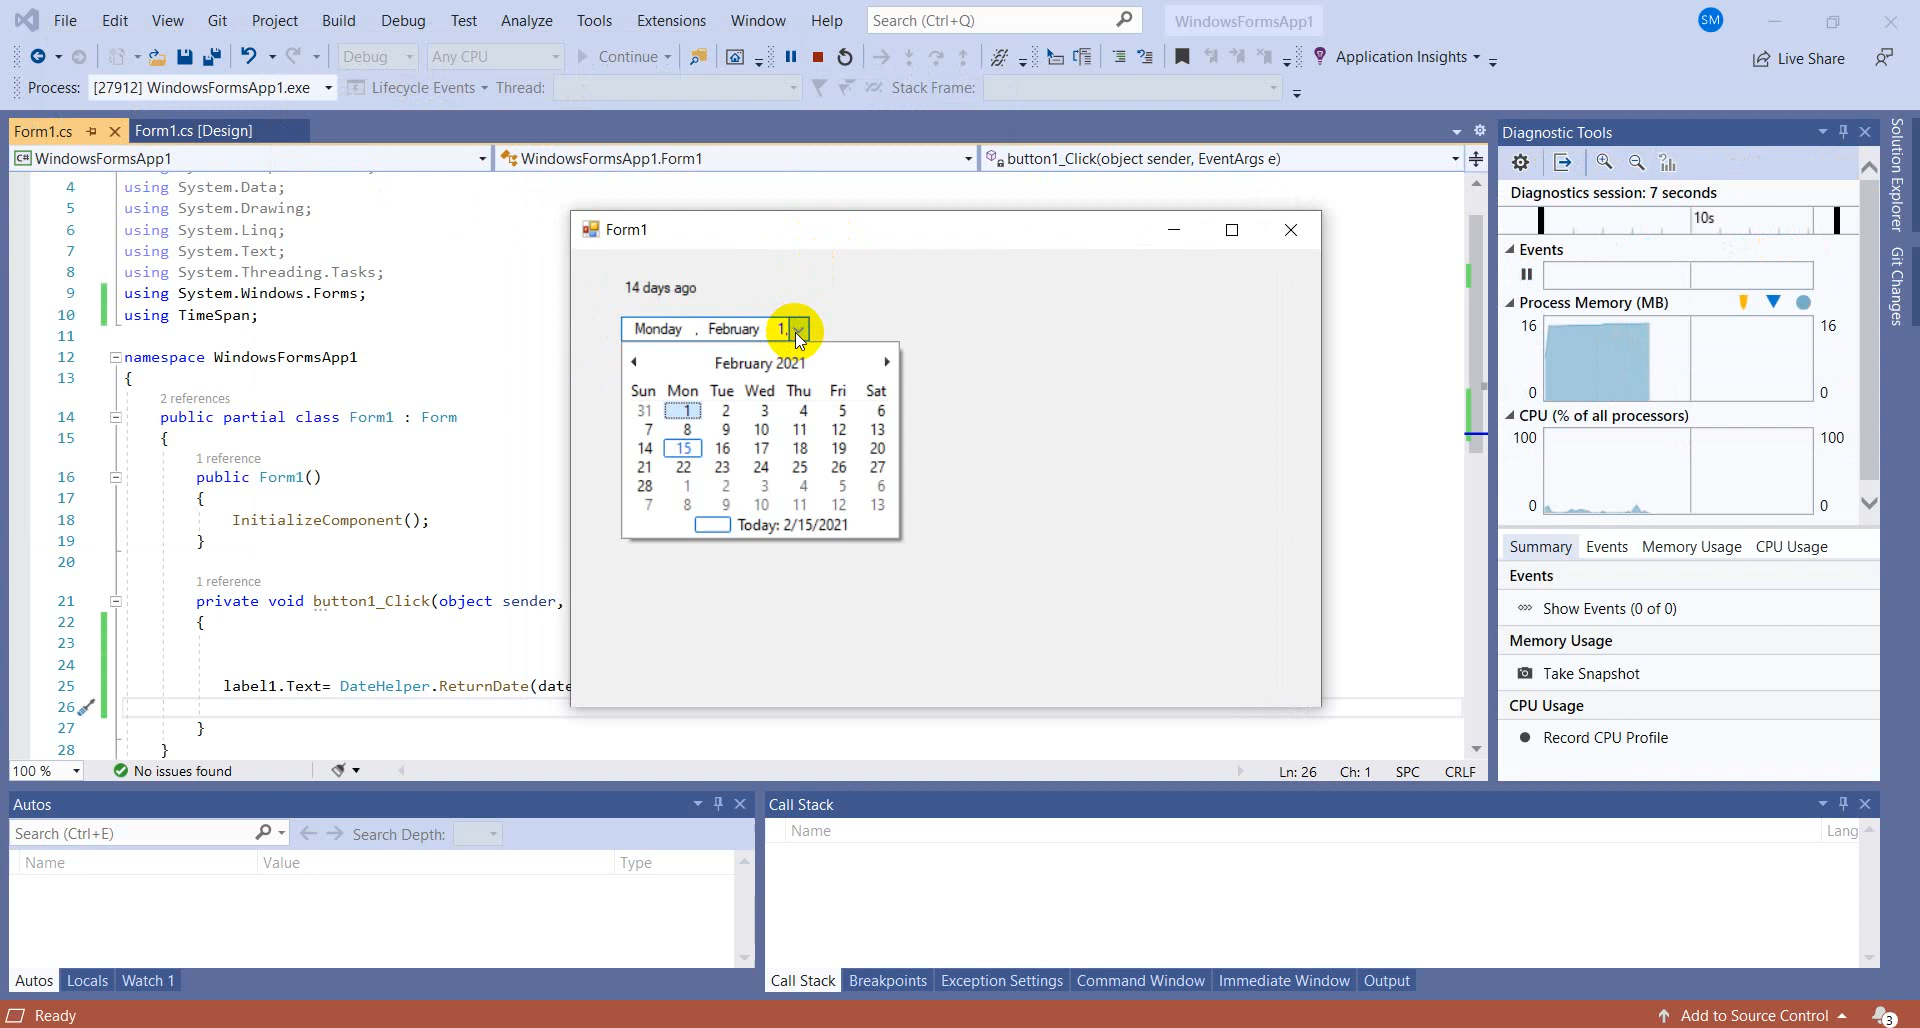 File Edit View Git Project Build Debug Test Analyze Tools Extensions Window Help Search (Ctrl+Q) WindowsFormsApp1 SM
Debug Any CPU Continue Application Insights Live Share
Process: [27912] WindowsFormsApp1.exe Lifecycle Events Thread: Stack Frame:
Form1.cs Form1.cs [Design]
WindowsFormsApp1 WindowsFormsApp1.Form1 button1_Click(object sender, EventArgs e)
4 using System.Data;
5 using System.Drawing;
6 using System.Linq;
7 using System.Text;
8 using System.Threading.Tasks;
9 using System.Windows.Forms;
10 using TimeSpan;
11
12 namespace WindowsFormsApp1
13 {
2 references
14 public partial class Form1 : Form
15 {
1 reference
16 public Form1()
17 {
18 InitializeComponent();
19 }
20
1 reference
21 private void button1_Click(object sender,
22 {
23
24
25 label1.Text= DateHelper.ReturnDate(date
26
27 }
28 }
Form1
14 days ago
Monday , February 1,
February 2021
Sun Mon Tue Wed Thu Fri Sat
31 1 2 3 4 5 6
7 8 9 10 11 12 13
14 15 16 17 18 19 20
21 22 23 24 25 26 27
28 1 2 3 4 5 6
7 8 9 10 11 12 13
Today: 2/15/2021
100 % No issues found Ln: 26 Ch: 1 SPC CRLF
Diagnostic Tools
Diagnostics session: 7 seconds
10s
Events
Process Memory (MB)
16 16
0 0
CPU (% of all processors)
100 100
0 0
Summary Events Memory Usage CPU Usage
Events
Show Events (0 of 0)
Memory Usage
Take Snapshot
CPU Usage
Record CPU Profile
Solution Explorer
Git Changes
Autos
Search (Ctrl+E) Search Depth:
Name Value Type
Autos Locals Watch 1
Call Stack
Name Lang
Call Stack Breakpoints Exception Settings Command Window Immediate Window Output
Ready Add to Source Control 3